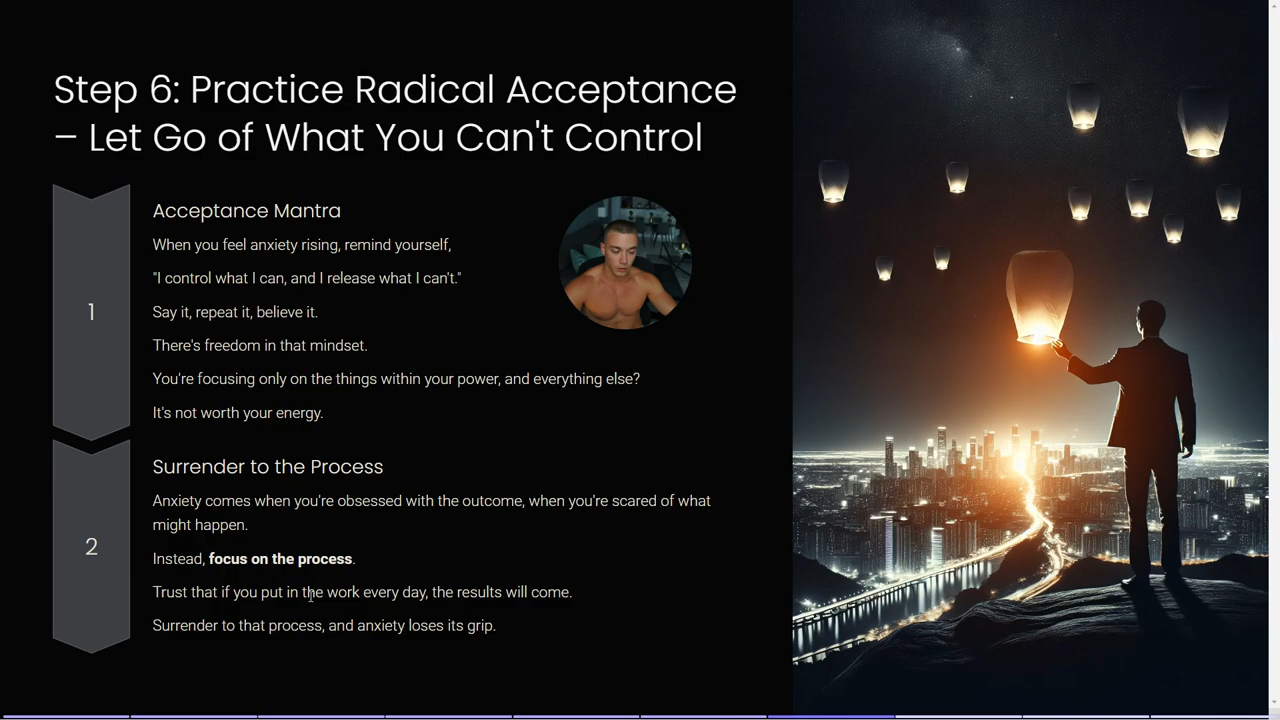 Step 6: Practice Radical Acceptance
– Let Go of What You Can't Control
1
Acceptance Mantra
When you feel anxiety rising, remind yourself,
"I control what I can, and I release what I can't."
Say it, repeat it, believe it.
There's freedom in that mindset.
You're focusing only on the things within your power, and everything else?
It's not worth your energy.
2
Surrender to the Process
Anxiety comes when you're obsessed with the outcome, when you're scared of what
might happen.
Instead, focus on the process.
Trust that if you put in the work every day, the results will come.
Surrender to that process, and anxiety loses its grip.